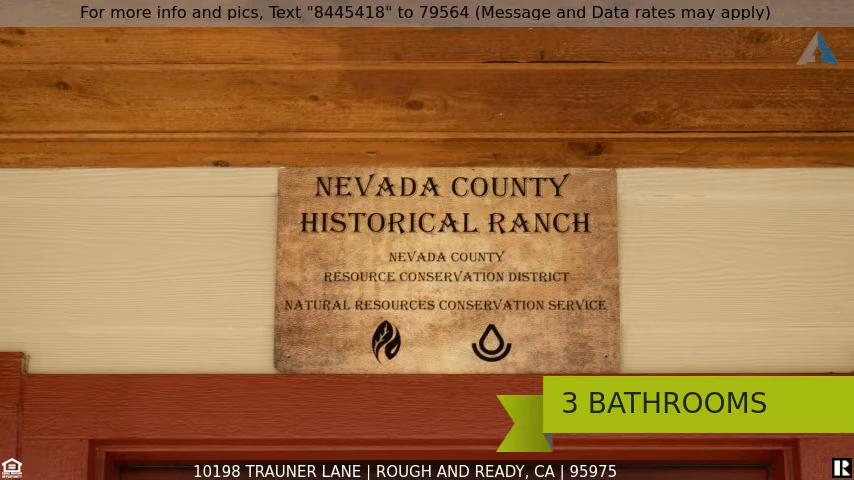 For more info and pics, Text "8445418" to 79564 (Message and Data rates may apply)
NEVADA COUNTY
HISTORICAL RANCH
NEVADA COUNTY
RESOURCE CONSERVATION DISTRICT
NATURAL RESOURCES CONSERVATION SERVICE
3 BATHROOMS
10198 TRAUNER LANE | ROUGH AND READY, CA | 95975